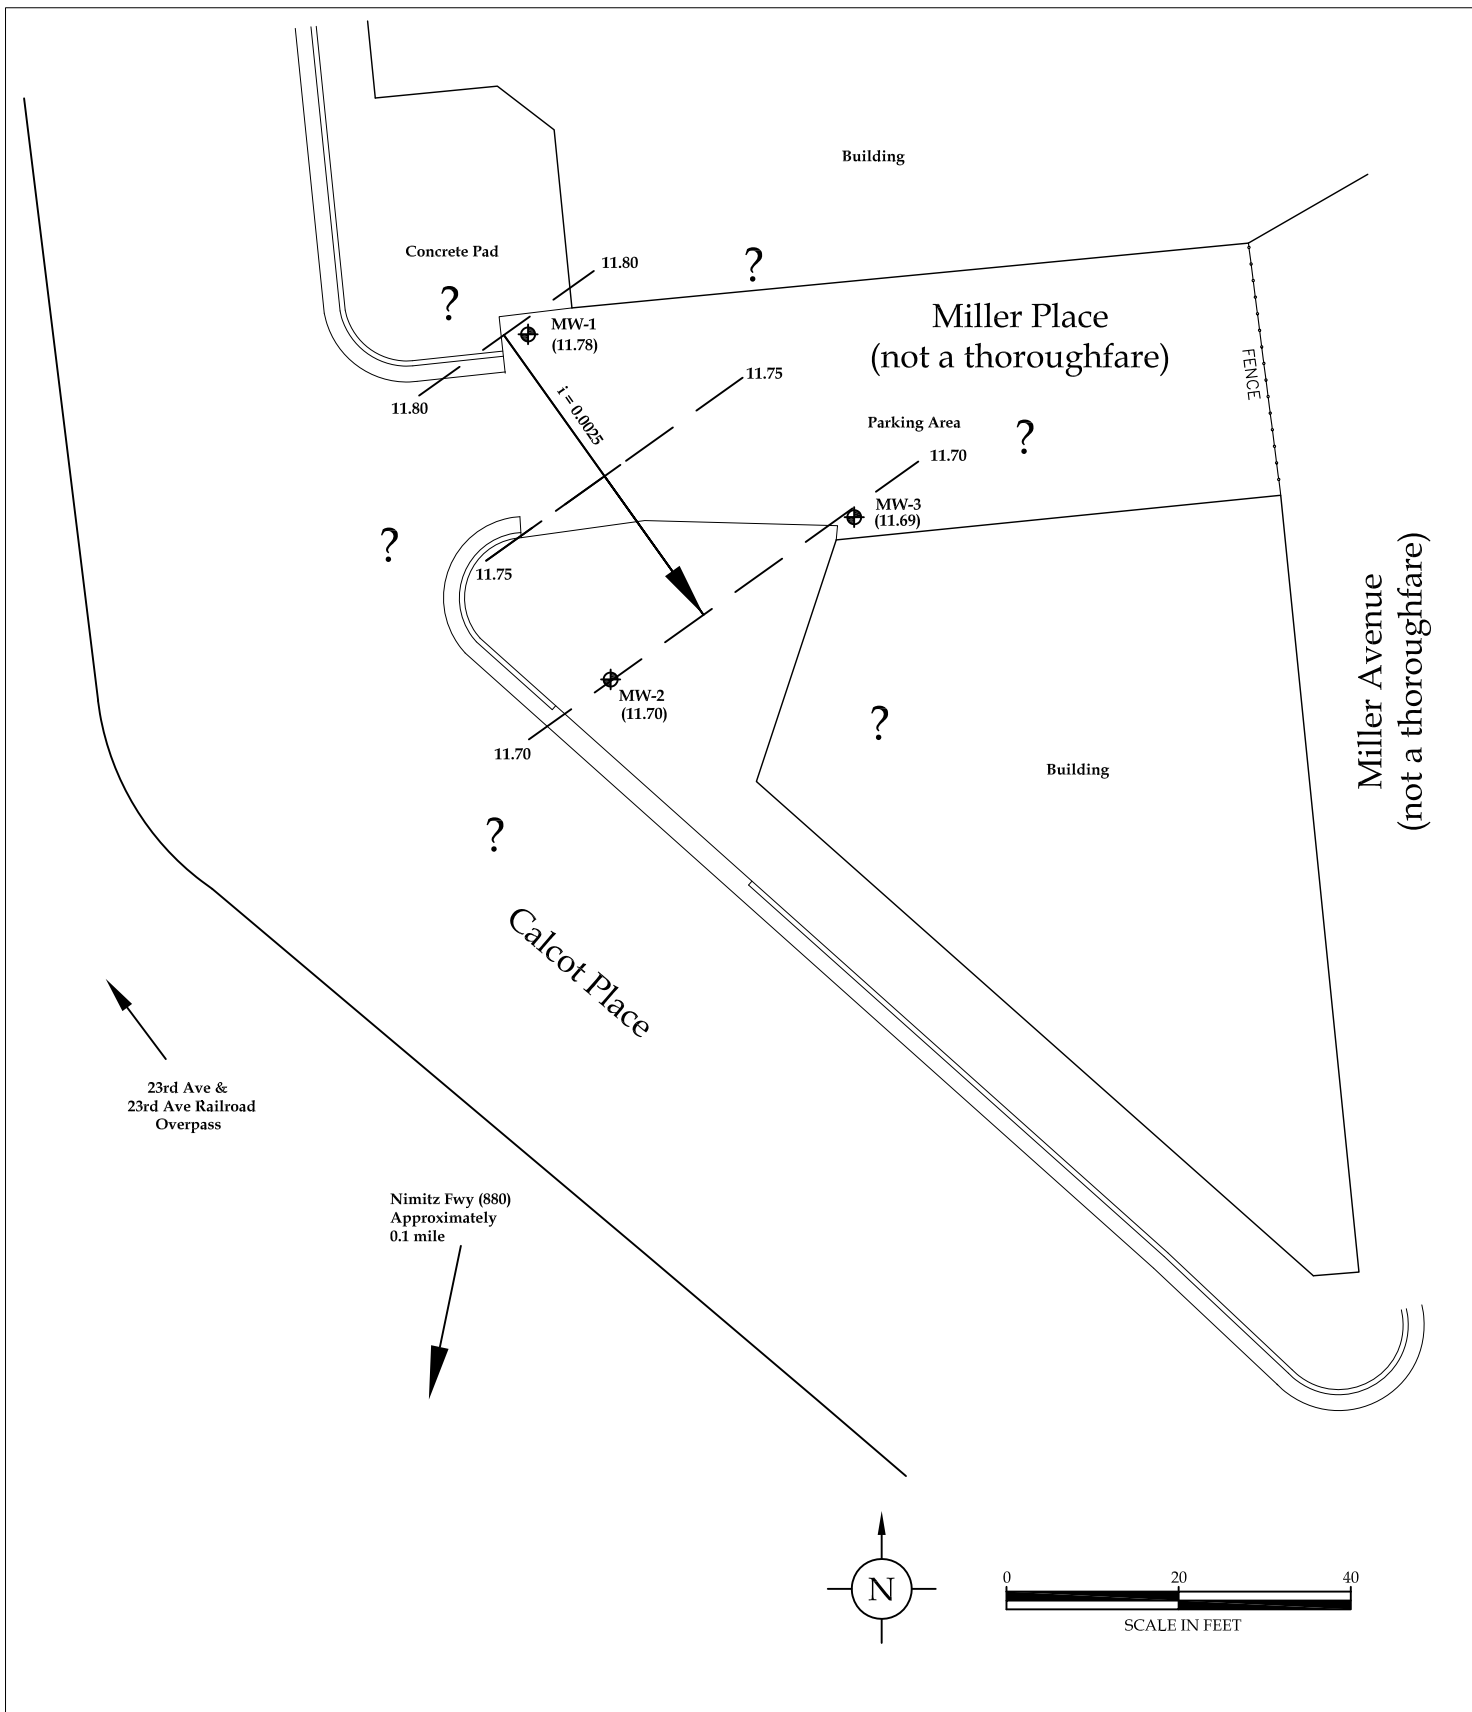 Building
Concrete Pad
?
?
11.80
MW-1
(11.78)
Miller Place
(not a thoroughfare)
FENCE
11.80
11.75
i = 0.0025
Parking Area
?
11.70
MW-3
(11.69)
?
11.75
MW-2
(11.70)
11.70
?
Building
Miller Avenue
(not a thoroughfare)
?
Calcot Place
23rd Ave &
23rd Ave Railroad
Overpass
Nimitz Fwy (880)
Approximately
0.1 mile
N
0 20 40
SCALE IN FEET